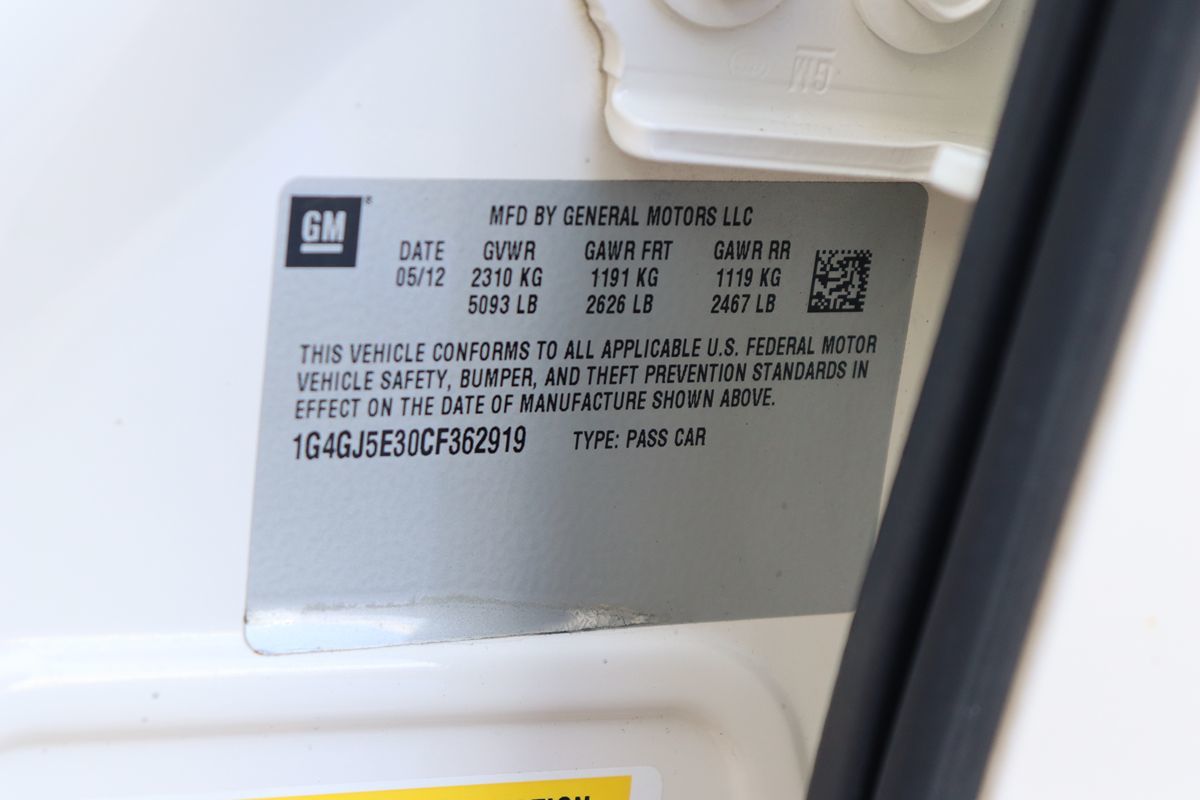 GM
GM®
MFD BY GENERAL MOTORS LLC
DATE GVWR GAWR FRT GAWR RR
05/12 2310 KG 1191 KG 1119 KG
5093 LB 2626 LB 2467 LB
THIS VEHICLE CONFORMS TO ALL APPLICABLE U.S. FEDERAL MOTOR
VEHICLE SAFETY, BUMPER, AND THEFT PREVENTION STANDARDS IN
EFFECT ON THE DATE OF MANUFACTURE SHOWN ABOVE.
1G4GJ5E30CF362919 TYPE: PASS CAR